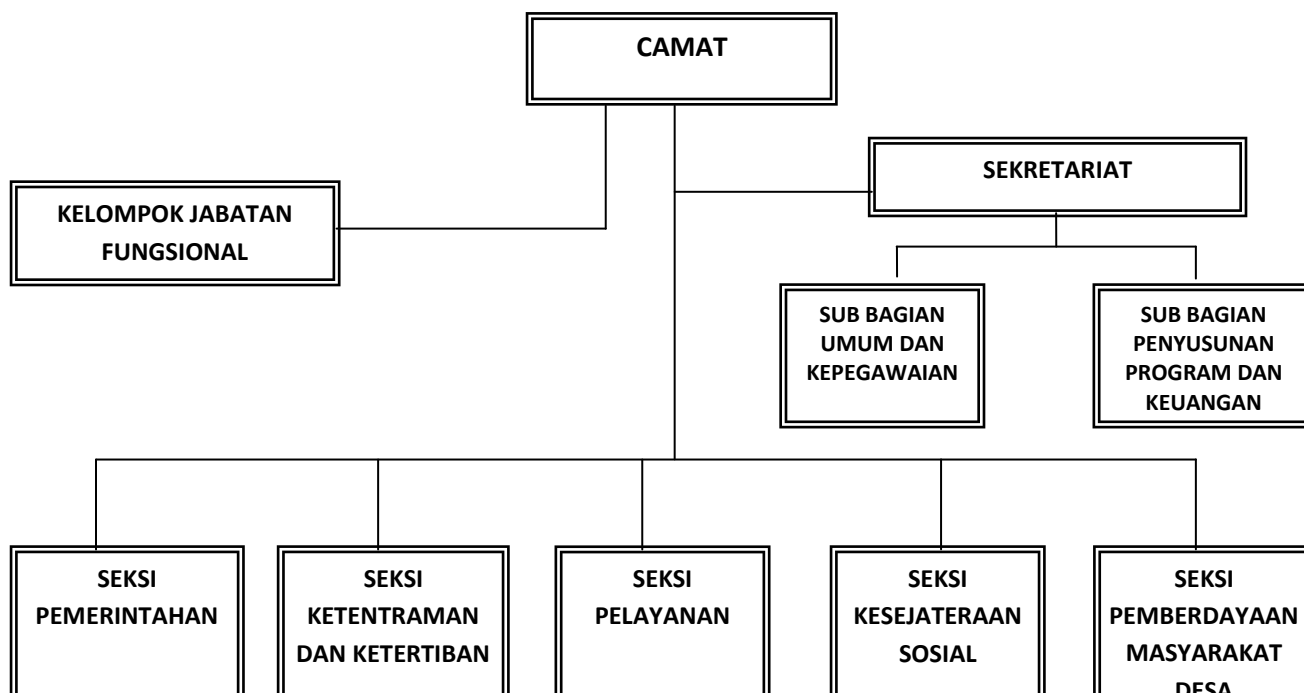 CAMAT
SEKRETARIAT
KELOMPOK JABATAN
FUNGSIONAL
SUB BAGIAN
UMUM DAN
KEPEGAWAIAN
SUB BAGIAN
PENYUSUNAN
PROGRAM DAN
KEUANGAN
SEKSI
PEMERINTAHAN
SEKSI
KETENTRAMAN
DAN KETERTIBAN
SEKSI
PELAYANAN
SEKSI
KESEJATERAAN
SOSIAL
SEKSI
PEMBERDAYAAN
MASYARAKAT
DESA